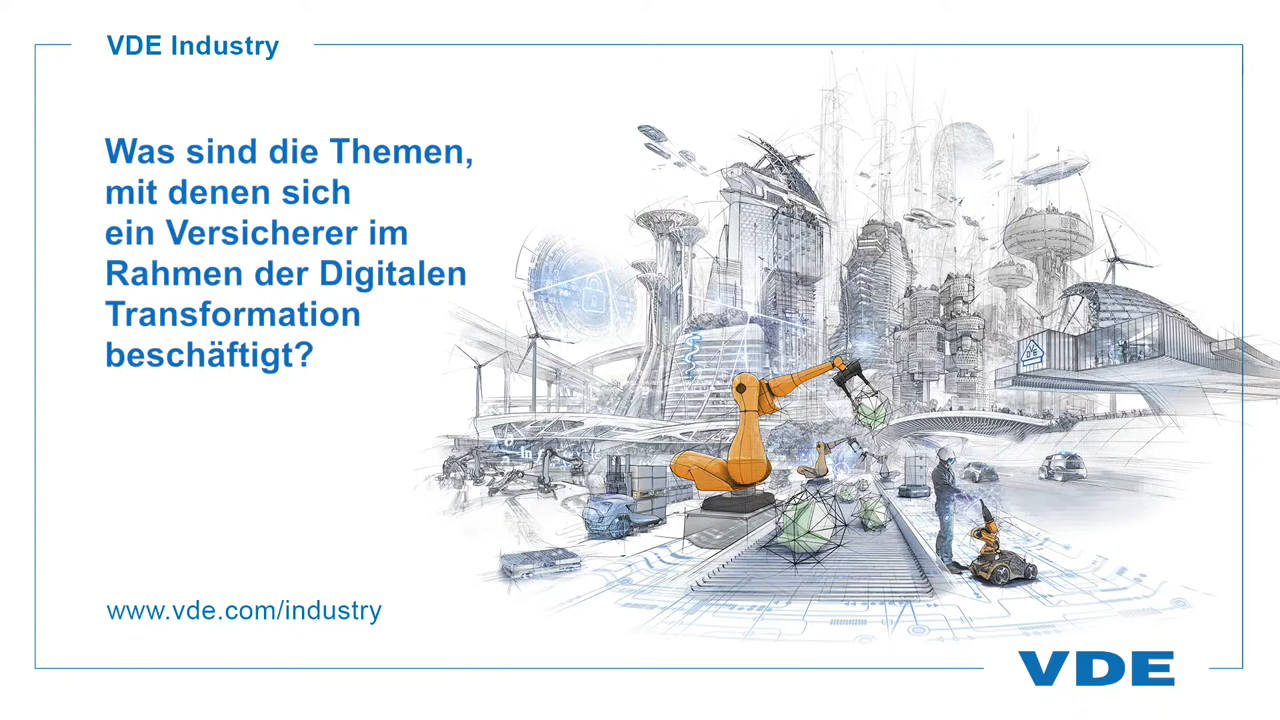 VDE Industry
Was sind die Themen,
mit denen sich
ein Versicherer im
Rahmen der Digitalen
Transformation
beschäftigt?
VDE
www.vde.com/industry
VDE